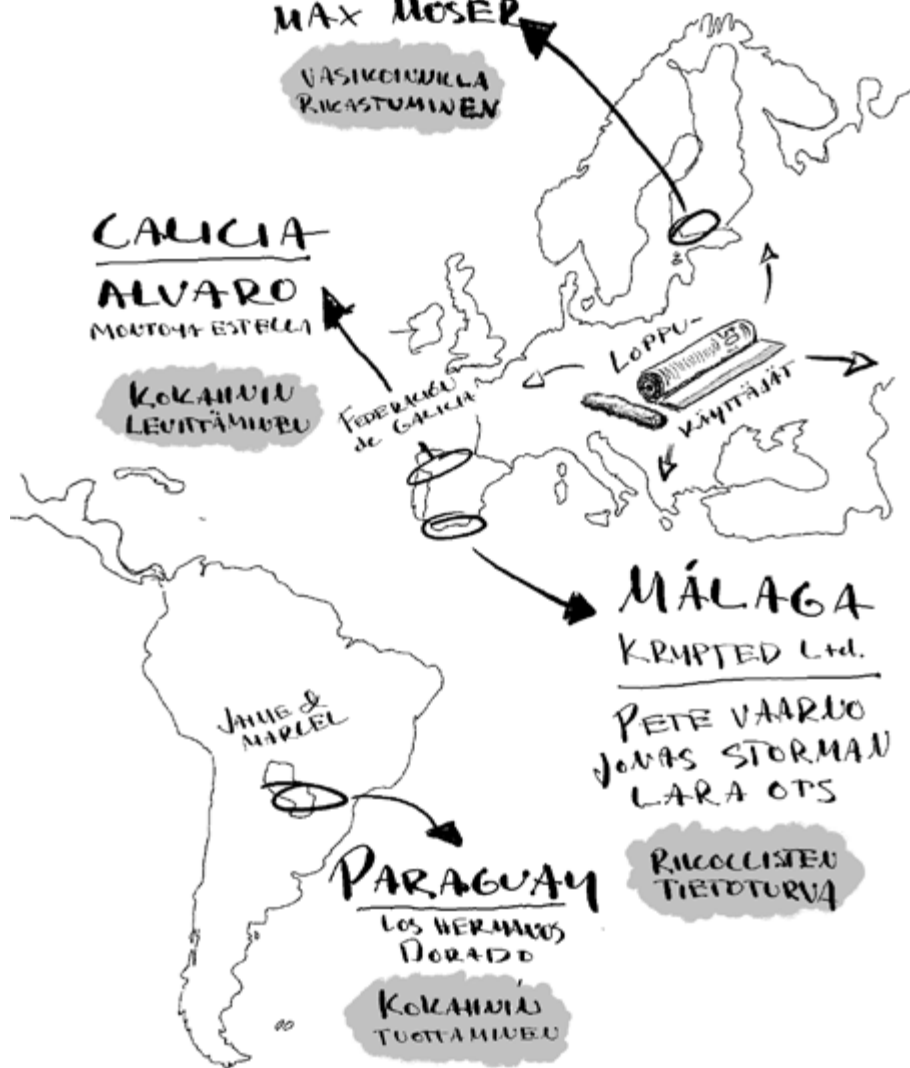 MAX MOSER
VASIKOINNILLA
RIKASTUMINEN
GALICIA
ALVARO
MONTOYA ESTELLA
KOKAIININ
LEVITTÄMINEN
FEDERACIÓN
de GALICIA
LOPPU-
KÄYTTÄJÄT
MÁLAGA
KRYPTED Ltd.
PETE VAARNO
JONAS STORMAN
LARA OTS
RIKOLLISTEN
TIETOTURVA
JAIME &
MARCEL
PARAGUAY
LOS HERMANOS
DORADO
KOKAIINÍN
TUOTTAMINEN